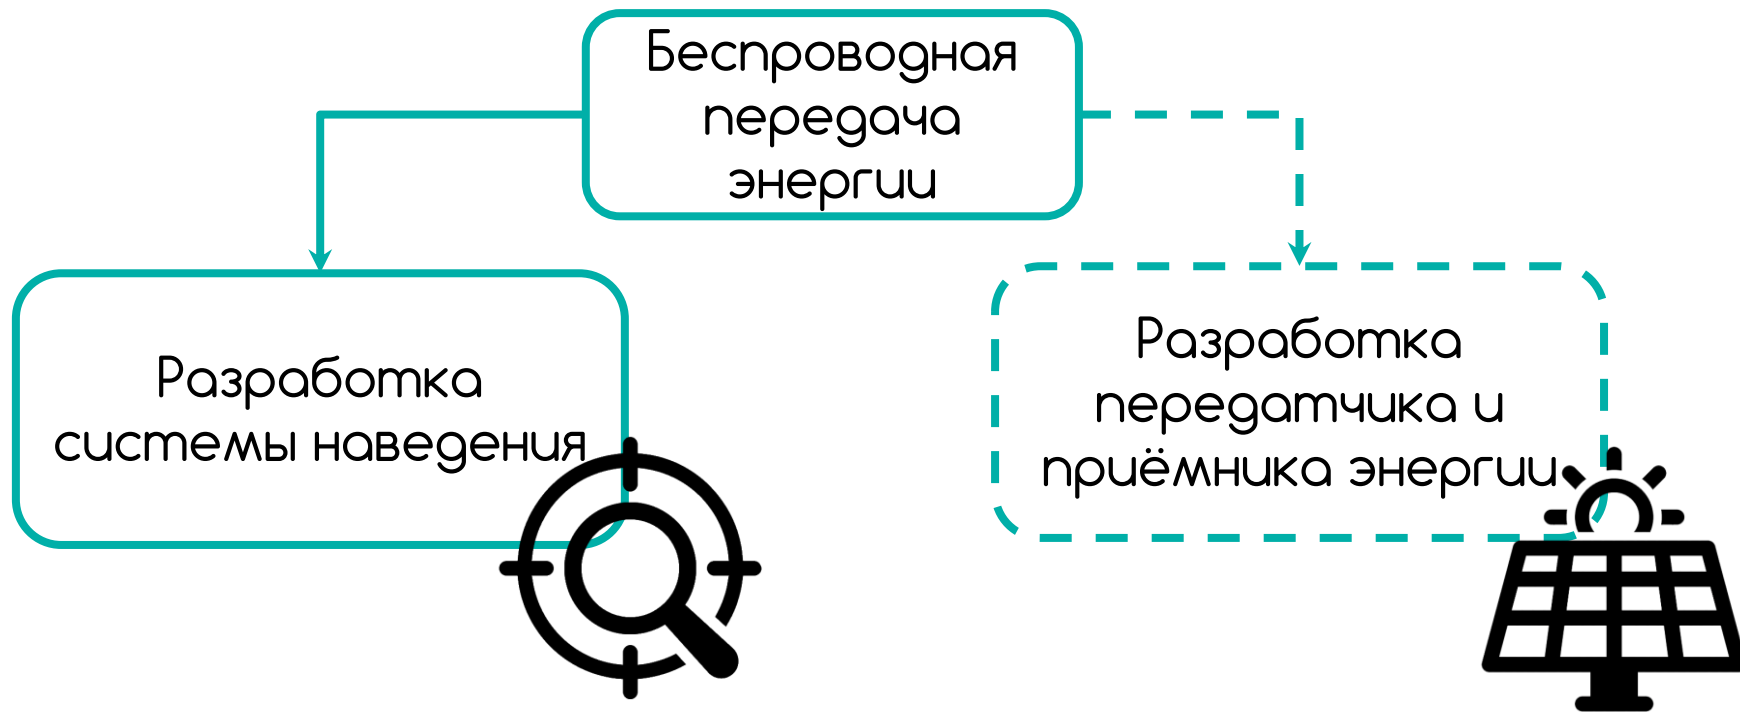 Беспроводная
передача
энергии
Разработка
системы наведения
Разработка
передатчика и
приёмника энергии